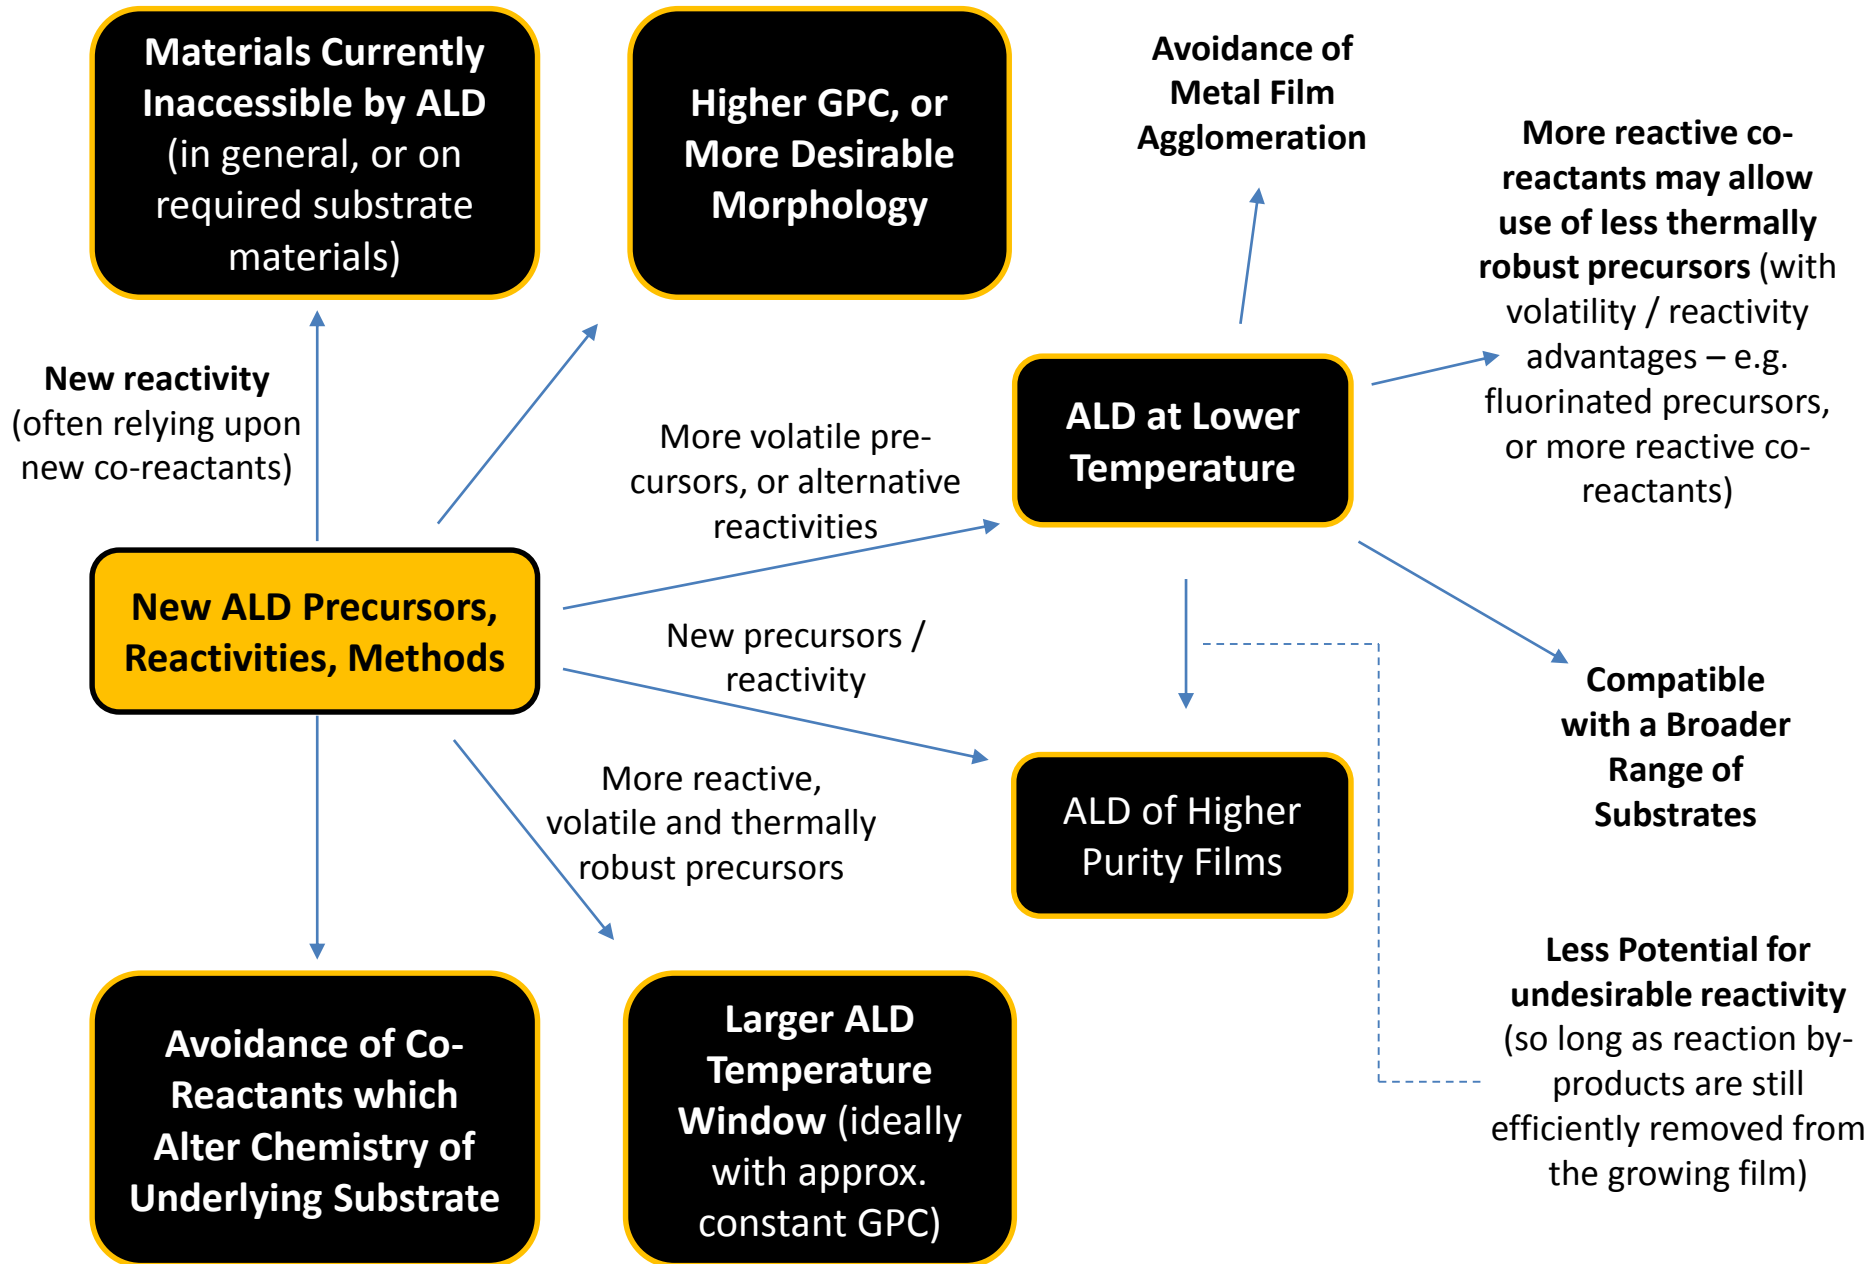 Materials Currently
Inaccessible by ALD
(in general, or on
required substrate
materials)
Higher GPC, or
More Desirable
Morphology
Avoidance of
Metal Film
Agglomeration
More reactive co-
reactants may allow
use of less thermally
robust precursors (with
volatility / reactivity
advantages – e.g.
fluorinated precursors,
or more reactive co-
reactants)
New reactivity
(often relying upon
new co-reactants)
More volatile pre-
cursors, or alternative
reactivities
ALD at Lower
Temperature
New ALD Precursors,
Reactivities, Methods
New precursors /
reactivity
Compatible
with a Broader
Range of
Substrates
More reactive,
volatile and thermally
robust precursors
ALD of Higher
Purity Films
Avoidance of Co-
Reactants which
Alter Chemistry of
Underlying Substrate
Larger ALD
Temperature
Window (ideally
with approx.
constant GPC)
Less Potential for
undesirable reactivity
(so long as reaction by-
products are still
efficiently removed from
the growing film)